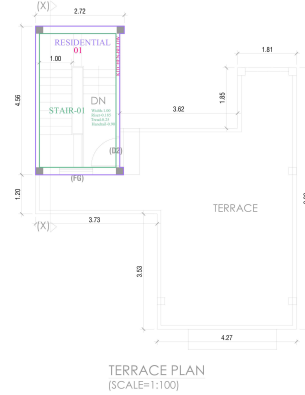 (X)
2.72
RESIDENTIAL
01
1.00
1.81
4.56
1.85
DN
STAIR-01
3.62
(D2)
(FG)
1.20
TERRACE
(X)
3.73
3.53
4.27
TERRACE PLAN
(SCALE=1:100)